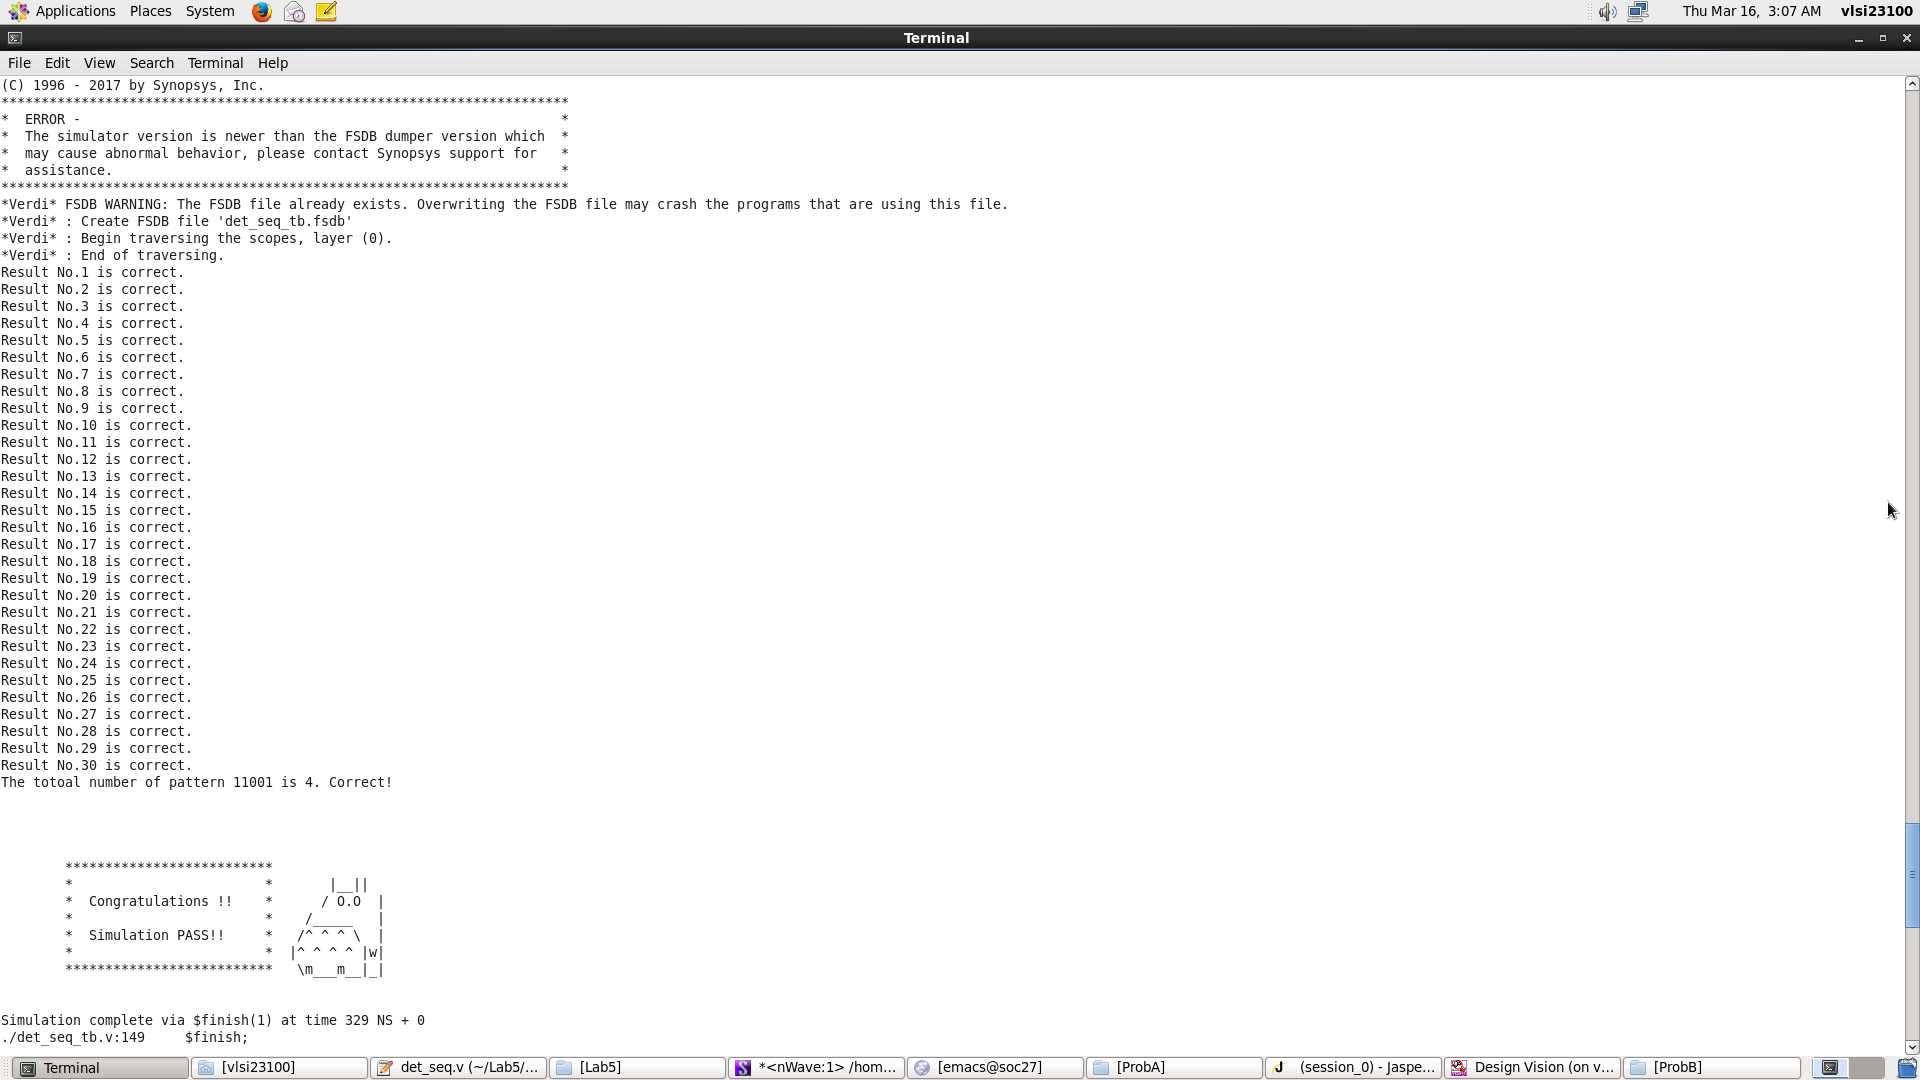 Applications Places System Thu Mar 16, 3:07 AM vlsi23100
Terminal
File Edit View Search Terminal Help
(C) 1996 - 2017 by Synopsys, Inc.
***********************************************************************
*  ERROR -                                                            *
*  The simulator version is newer than the FSDB dumper version which  *
*  may cause abnormal behavior, please contact Synopsys support for   *
*  assistance.                                                        *
***********************************************************************
*Verdi* FSDB WARNING: The FSDB file already exists. Overwriting the FSDB file may crash the programs that are using this file.
*Verdi* : Create FSDB file 'det_seq_tb.fsdb'
*Verdi* : Begin traversing the scopes, layer (0).
*Verdi* : End of traversing.
Result No.1 is correct.
Result No.2 is correct.
Result No.3 is correct.
Result No.4 is correct.
Result No.5 is correct.
Result No.6 is correct.
Result No.7 is correct.
Result No.8 is correct.
Result No.9 is correct.
Result No.10 is correct.
Result No.11 is correct.
Result No.12 is correct.
Result No.13 is correct.
Result No.14 is correct.
Result No.15 is correct.
Result No.16 is correct.
Result No.17 is correct.
Result No.18 is correct.
Result No.19 is correct.
Result No.20 is correct.
Result No.21 is correct.
Result No.22 is correct.
Result No.23 is correct.
Result No.24 is correct.
Result No.25 is correct.
Result No.26 is correct.
Result No.27 is correct.
Result No.28 is correct.
Result No.29 is correct.
Result No.30 is correct.
The totoal number of pattern 11001 is 4. Correct!
        **************************
        *                        *       |__||
        *  Congratulations !!    *      / O.O  |
        *                        *    /_____   |
        *  Simulation PASS!!     *   /^ ^ ^ \  |
        *                        *  |^ ^ ^ ^ |w|
        **************************   \m___m__|_|
Simulation complete via $finish(1) at time 329 NS + 0
./det_seq_tb.v:149     $finish;
Terminal [vlsi23100] det_seq.v (~/Lab5/... [Lab5] *<nWave:1> /hom... [emacs@soc27] [ProbA] (session_0) - Jaspe... Design Vision (on v... [ProbB]